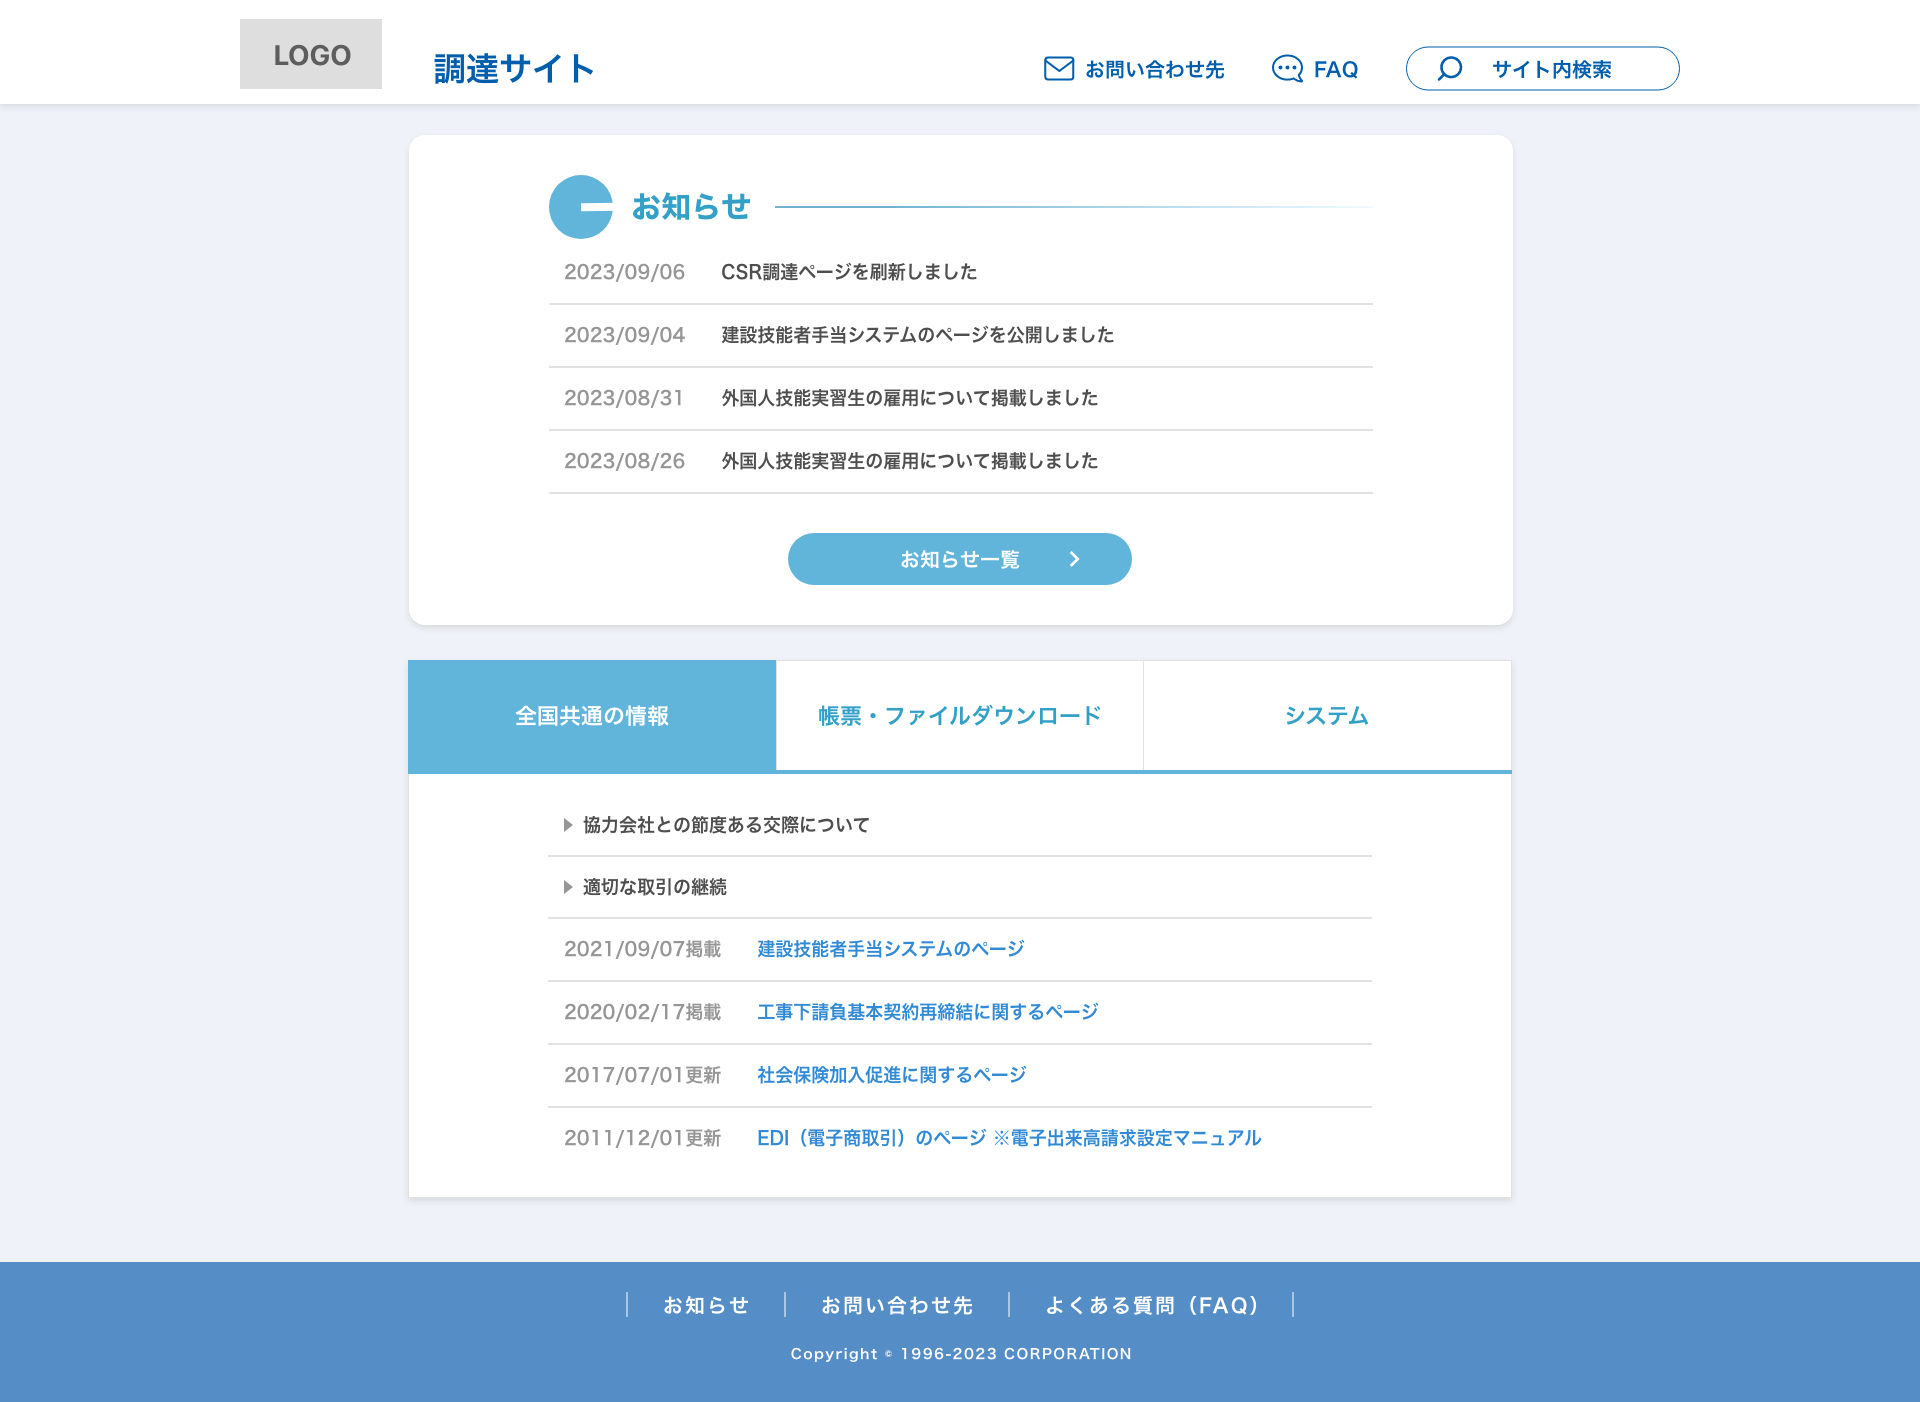 LOGO
調達サイト
お問い合わせ先
FAQ
サイト内検索
お知らせ
2023/09/06 CSR調達ページを刷新しました
2023/09/04 建設技能者手当システムのページを公開しました
2023/08/31 外国人技能実習生の雇用について掲載しました
2023/08/26 外国人技能実習生の雇用について掲載しました
お知らせ一覧
全国共通の情報
帳票・ファイルダウンロード
システム
協力会社との節度ある交際について
適切な取引の継続
2021/09/07掲載 建設技能者手当システムのページ
2020/02/17掲載 工事下請負基本契約再締結に関するページ
2017/07/01更新 社会保険加入促進に関するページ
2011/12/01更新 EDI（電子商取引）のページ ※電子出来高請求設定マニュアル
お知らせ
お問い合わせ先
よくある質問（FAQ）
Copyright © 1996-2023 CORPORATION